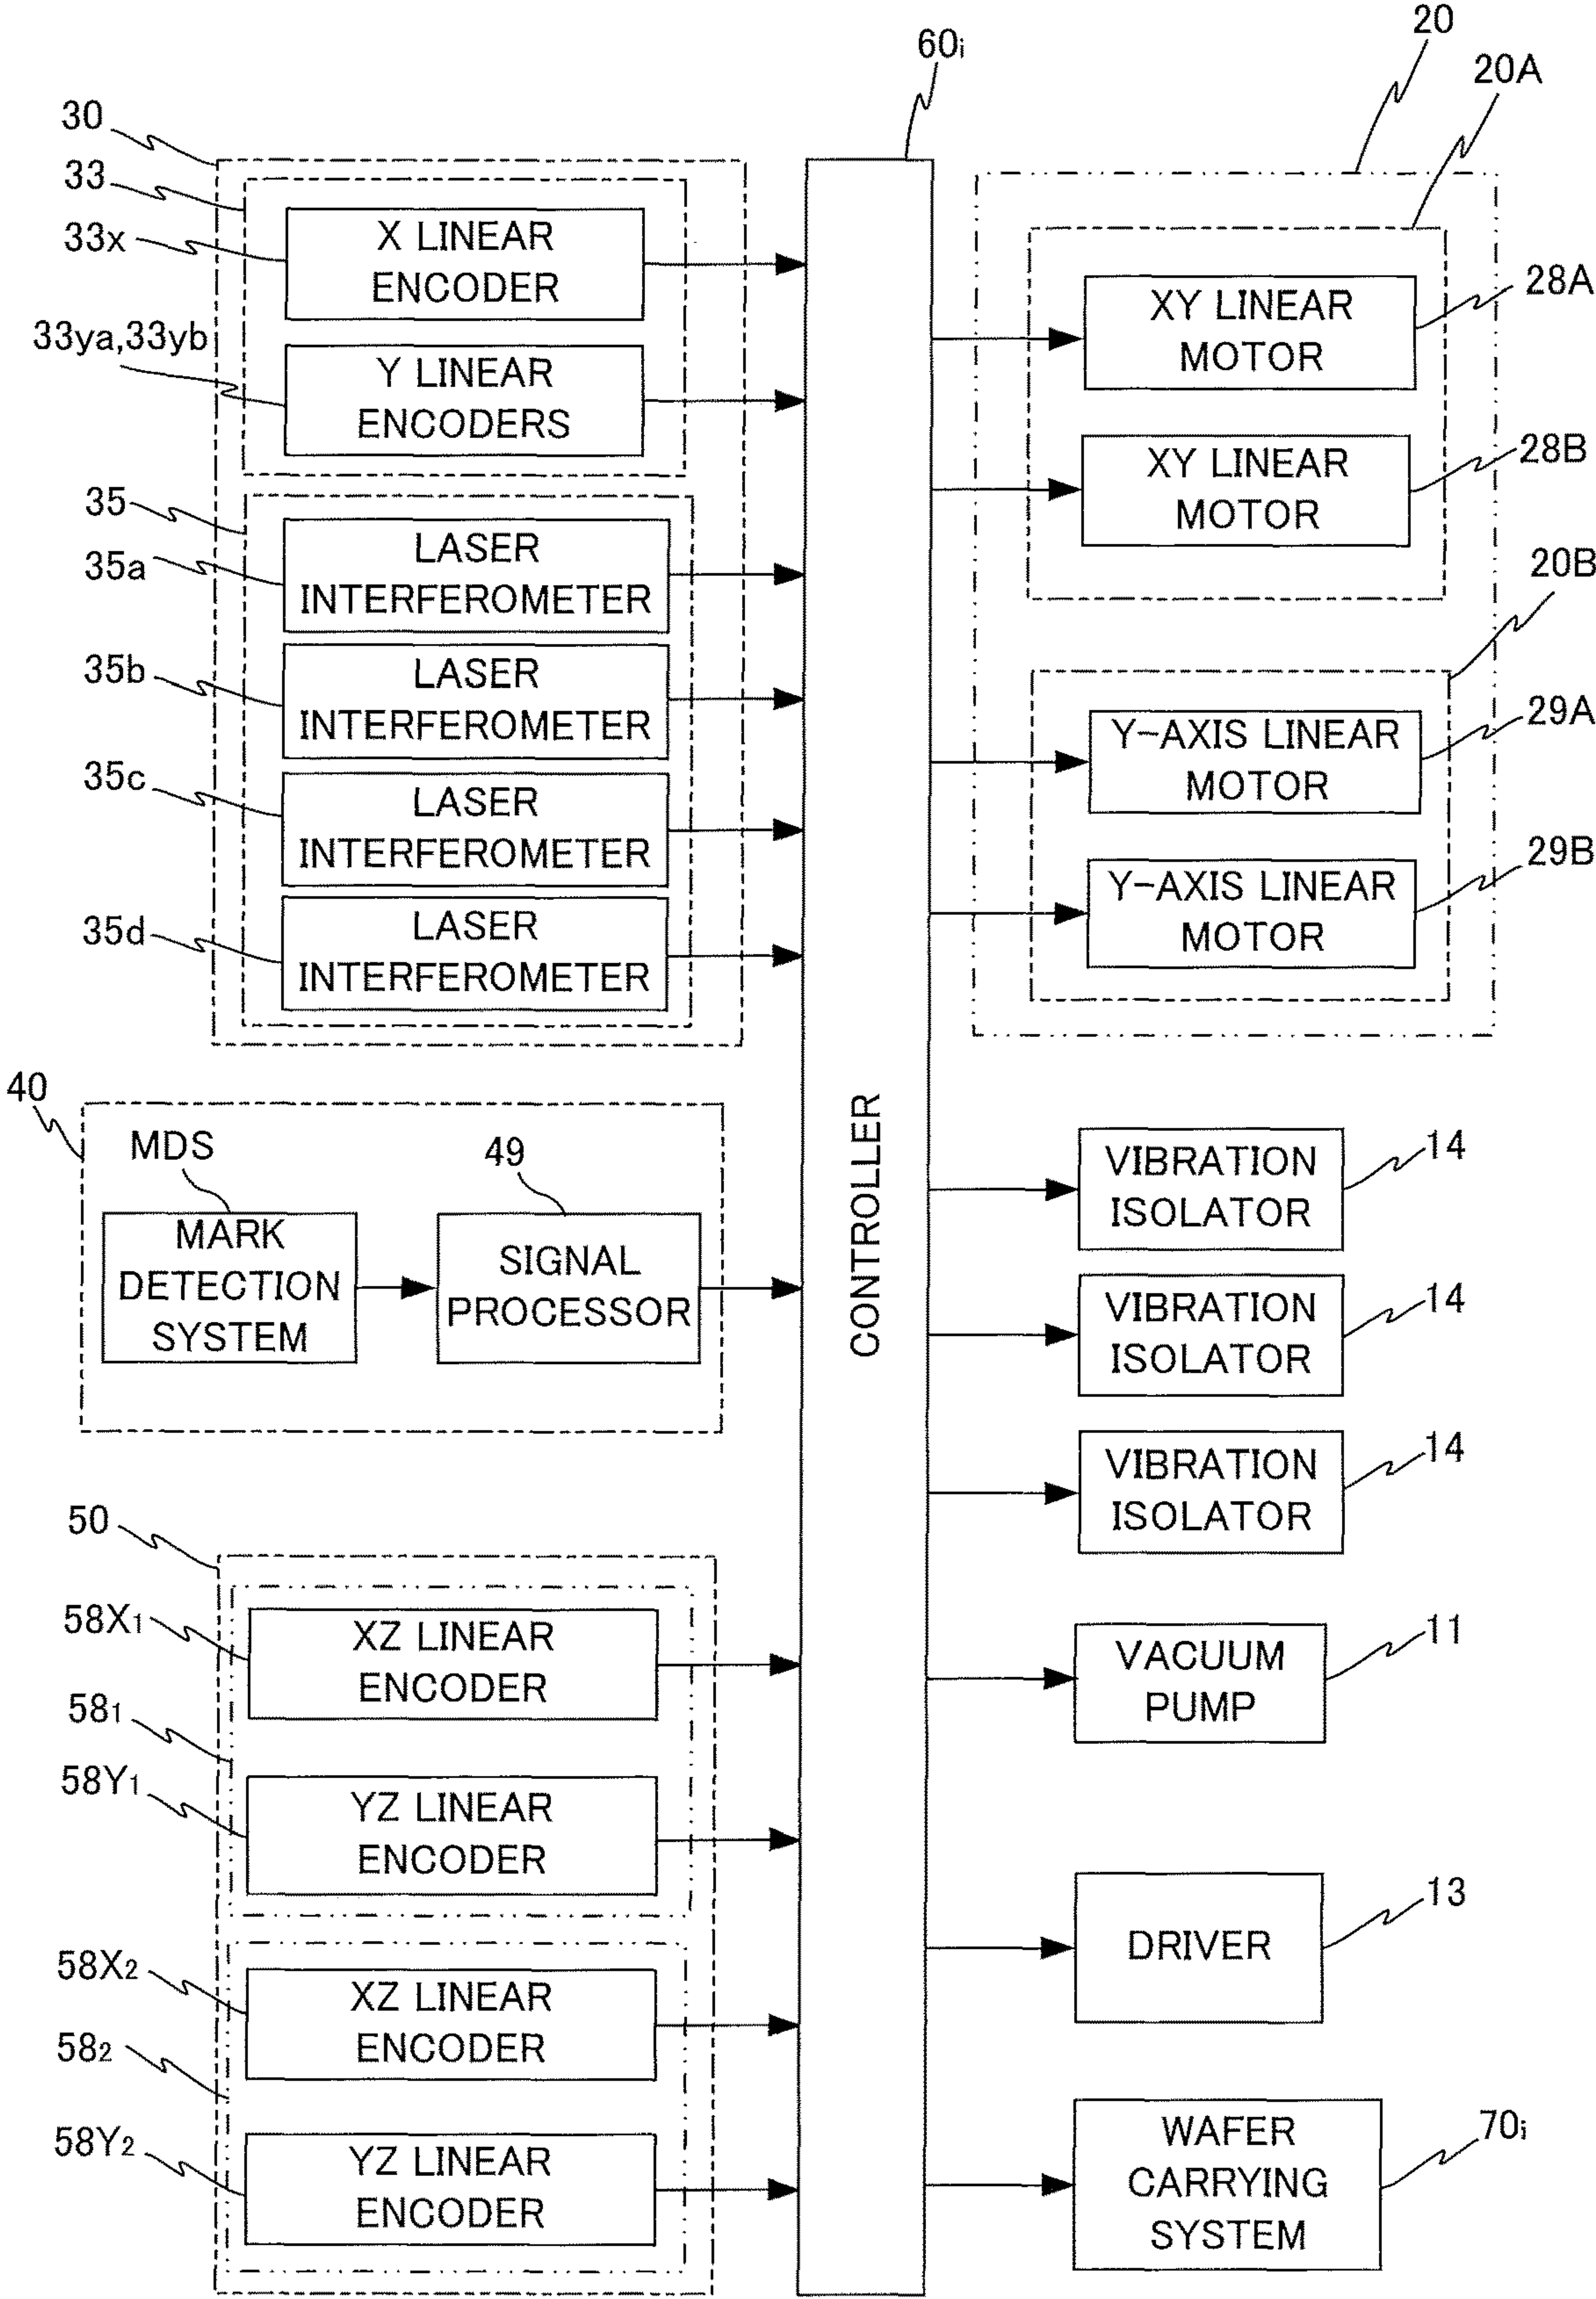 60i
20
20A
30
33
33x
X LINEAR
ENCODER
33ya,33yb
Y LINEAR
ENCODERS
35
35a
LASER
INTERFEROMETER
35b
LASER
INTERFEROMETER
35c
LASER
INTERFEROMETER
35d
LASER
INTERFEROMETER
XY LINEAR
MOTOR
28A
XY LINEAR
MOTOR
28B
20B
Y-AXIS LINEAR
MOTOR
29A
Y-AXIS LINEAR
MOTOR
29B
40
MDS
MARK
DETECTION
SYSTEM
49
SIGNAL
PROCESSOR
CONTROLLER
VIBRATION
ISOLATOR
14
VIBRATION
ISOLATOR
14
VIBRATION
ISOLATOR
14
50
58X1
XZ LINEAR
ENCODER
581
58Y1
YZ LINEAR
ENCODER
58X2
XZ LINEAR
ENCODER
582
58Y2
YZ LINEAR
ENCODER
VACUUM
PUMP
11
DRIVER
13
WAFER
CARRYING
SYSTEM
70i